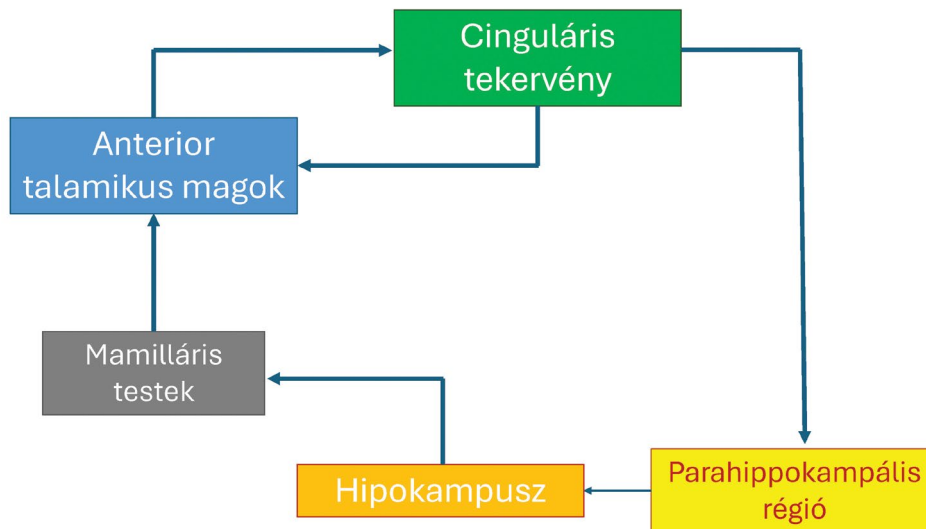 Cinguláris
tekervény
Anterior
talamikus magok
Mamilláris
testek
Hipokampusz
Parahippokampális
régió